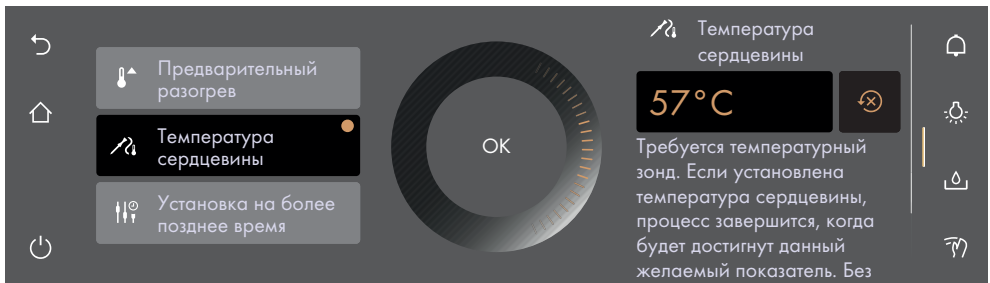 Предварительный
разогрев
Температура
сердцевины
Установка на более
позднее время
OK
Температура
сердцевины
57°C
Требуется температурный
зонд. Если установлена
температура сердцевины,
процесс завершится, когда
будет достигнут данный
желаемый показатель. Без